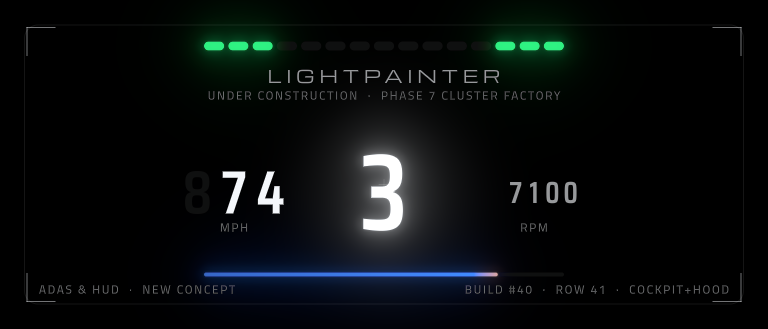 LIGHTPAINTER
UNDER CONSTRUCTION · PHASE 7 CLUSTER FACTORY
874
MPH
3
7100
RPM
ADAS & HUD · NEW CONCEPT
BUILD #40 · ROW 41 · COCKPIT+HOOD